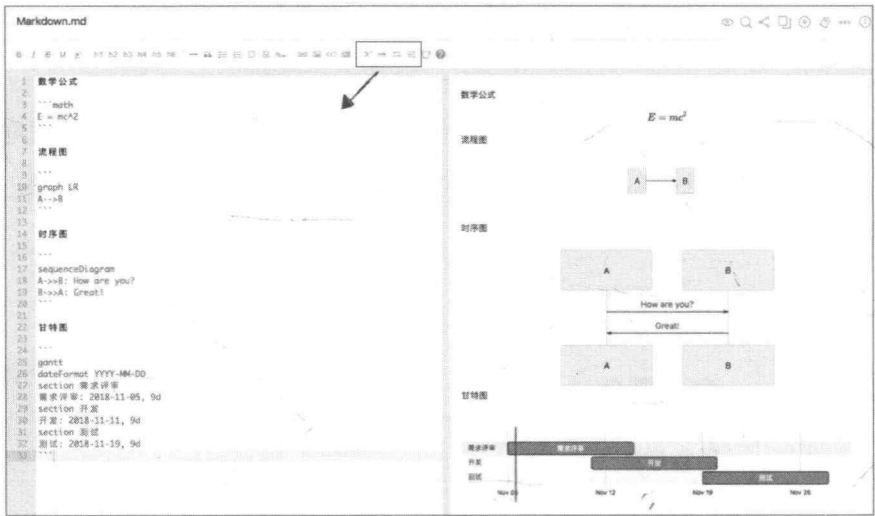 Markdown.md
B I S U
H1 H2 H3 H4 H5 H6
1 数学公式
2
3 ```math
4 E = mc^2
5 ```
6
7 流程图
8
9 ```
10 graph LR
11 A-->B
12 ```
13
14 时序图
15
16 ```
17 sequenceDiagram
18 A->>B: How are you?
19 B->>A: Great!
20 ```
21
22 甘特图
23
24 ```
25 gantt
26 dateFormat YYYY-MM-DD
27 section 需求评审
28 需求评审: 2018-11-05, 9d
29 section 开发
30 开发: 2018-11-11, 9d
31 section 测试
32 测试: 2018-11-19, 9d
33 ```
数学公式
E = mc²
流程图
A B
时序图
A B
How are you?
Great!
A B
甘特图
需求评审 需求评审
开发 开发
测试 测试
Nov 05 Nov 12 Nov 19 Nov 26